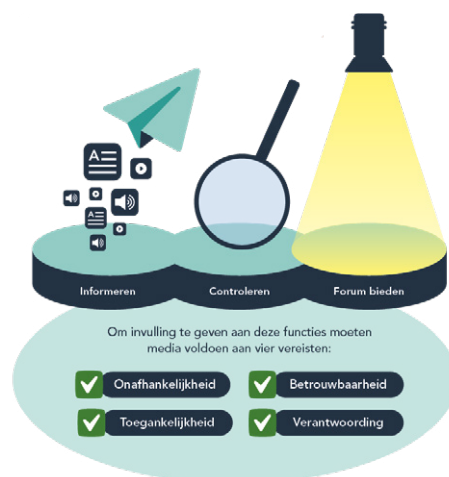 A
A
Informeren
Controleren
Forum bieden
Om invulling te geven aan deze functies moeten
media voldoen aan vier vereisten:
Onafhankelijkheid
Betrouwbaarheid
Toegankelijkheid
Verantwoording